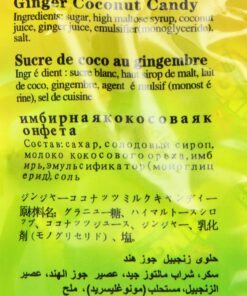 Ginger Coconut Candy
Ingredients: sugar, high maltose syrup, coconut
juice, ginger juice, emulsifier (monoglyceride),
salt.
Sucre de coco au gingembre
Ingré dient : sucre blanc, haut sirop de malt, lait
de coco, gingembre, agent é mulsif (monost é
rine), sel de cuisine
имбирнаякокосоваяк
онфета
Состав:сахар, солодовый сироп,
молоко кокосового ореха, имб
ирь,эмульсификатор (моноглиц
ерид),соль
ジンジャーココナッツミルクキャンディー
原材料名:グラニュー糖、ハイマルトースシロ
ップ、ココナッツジュース、ジンジャー、乳化剤
(モノグリセリド)、塩。
حلوى زنجبيل جوز هند
سكر، شراب مالتوز جيد، عصير جوز الهند، عصير
الزنجبيل، مستحلب (مونوغليسريد)، ملح